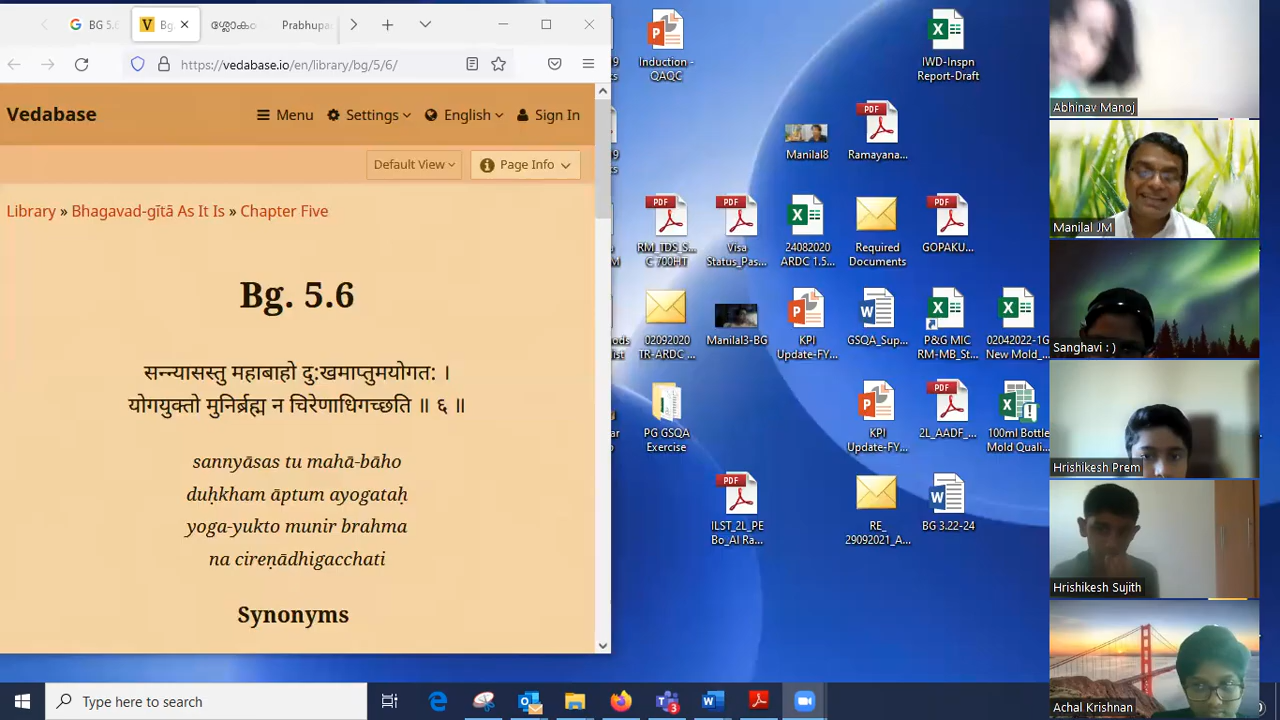 BG 5.6
Bg.
ശ്ലോകം
Prabhupa
https://vedabase.io/en/library/bg/5/6/
Vedabase
Menu
Settings
English
Sign In
Default View
Page Info
Library » Bhagavad-gītā As It Is » Chapter Five
Bg. 5.6
सन्न्यासस्तु महाबाहो दु:खमाप्तुमयोगत: ।
योगयुक्तो मुनिर्ब्रह्म न चिरेणाधिगच्छति ॥ ६ ॥
sannyāsas tu mahā-bāho
duḥkham āptum ayogataḥ
yoga-yukto munir brahma
na cireṇādhigacchati
Synonyms
Induction -
QAQC
IWD-Inspn
Report-Draft
Manilal8
Ramayana...
RM_TDS_S...
C 700HT
Visa
Status_Pas...
24082020
ARDC 1.5...
Required
Documents
GOPAKU...
02092020
TR-ARDC ...
Manilal3-BG
KPI
Update-FY...
GSQA_Sup...
P&G MIC
RM-MB_St...
02042022-1G
New Mold_...
PG GSQA
Exercise
KPI
Update-FY...
2L_AADF_...
100ml Bottle
Mold Quali...
ILST_2L_PE
Bo_Al Ra...
RE_
29092021_A...
BG 3.22-24
Abhinav Manoj
Manilal JM
Sanghavi : )
Hrishikesh Prem
Hrishikesh Sujith
Achal Krishnan
Type here to search
3